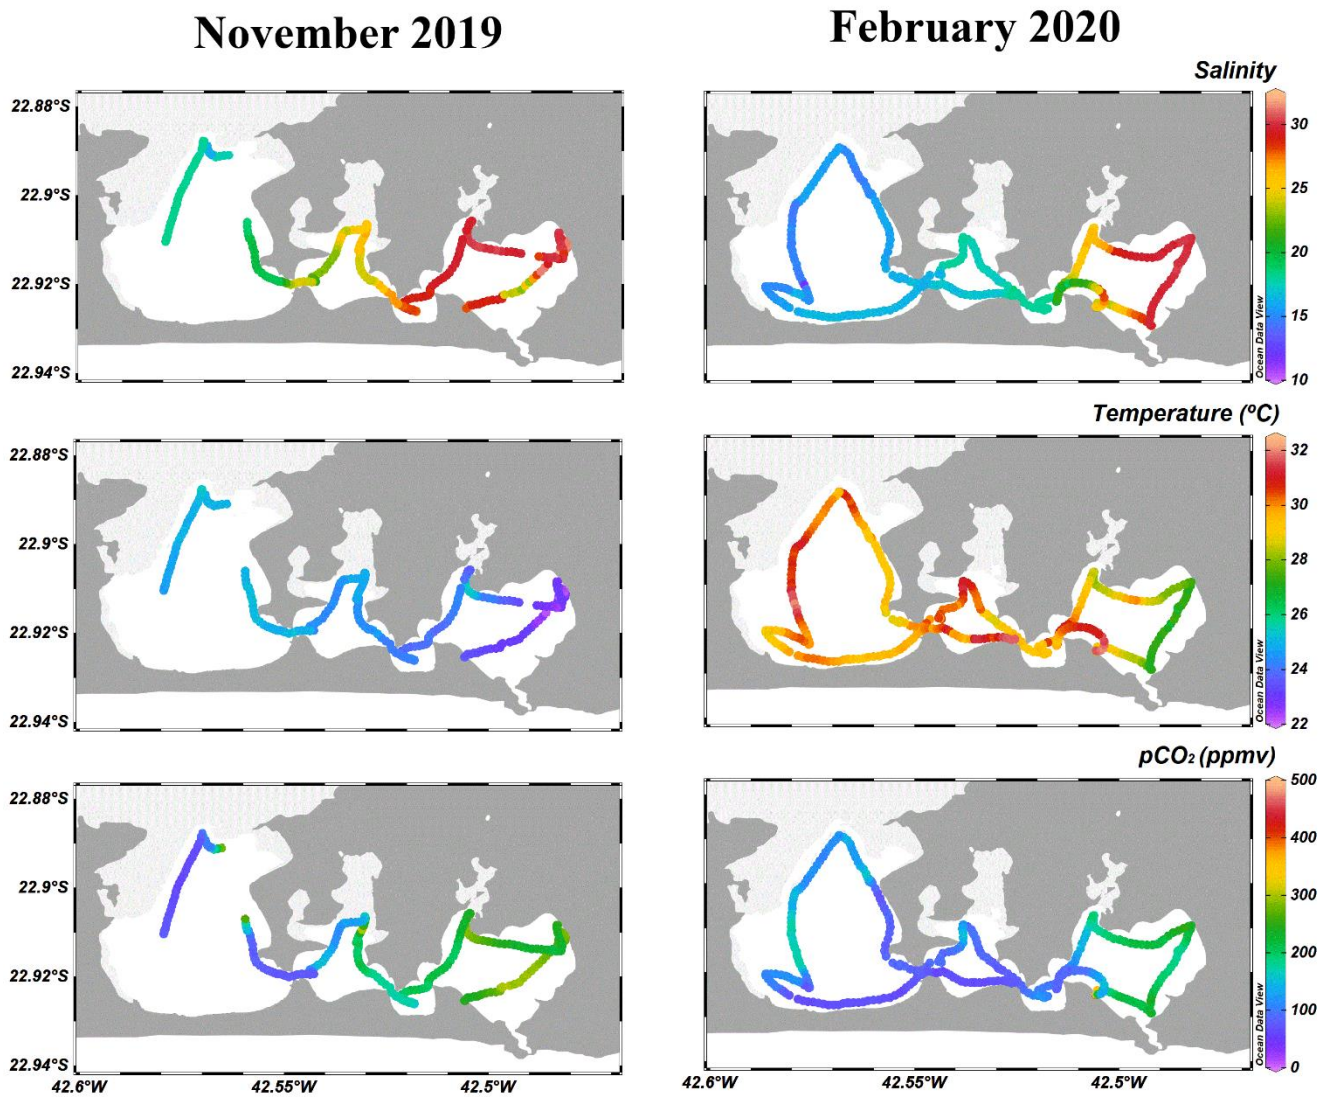 November 2019
February 2020
Salinity
22.88°S
22.9°S
22.92°S
22.94°S
30
25
20
15
10
Ocean Data View
Temperature (ºC)
22.88°S
22.9°S
22.92°S
22.94°S
32
30
28
26
24
22
Ocean Data View
pCO₂ (ppmv)
22.88°S
22.9°S
22.92°S
22.94°S
500
400
300
200
100
0
Ocean Data View
42.6°W
42.55°W
42.5°W
42.6°W
42.55°W
42.5°W